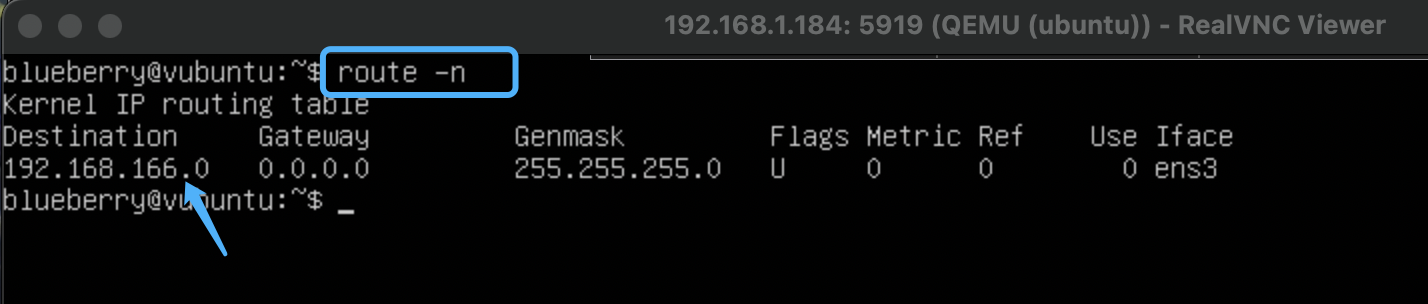 192.168.1.184: 5919 (QEMU (ubuntu)) - RealVNC Viewer
blueberry@vubuntu:~$ route -n
Kernel IP routing table
Destination     Gateway         Genmask         Flags Metric Ref    Use Iface
192.168.166.0   0.0.0.0         255.255.255.0   U     0      0        0 ens3
blueberry@vubuntu:~$ _